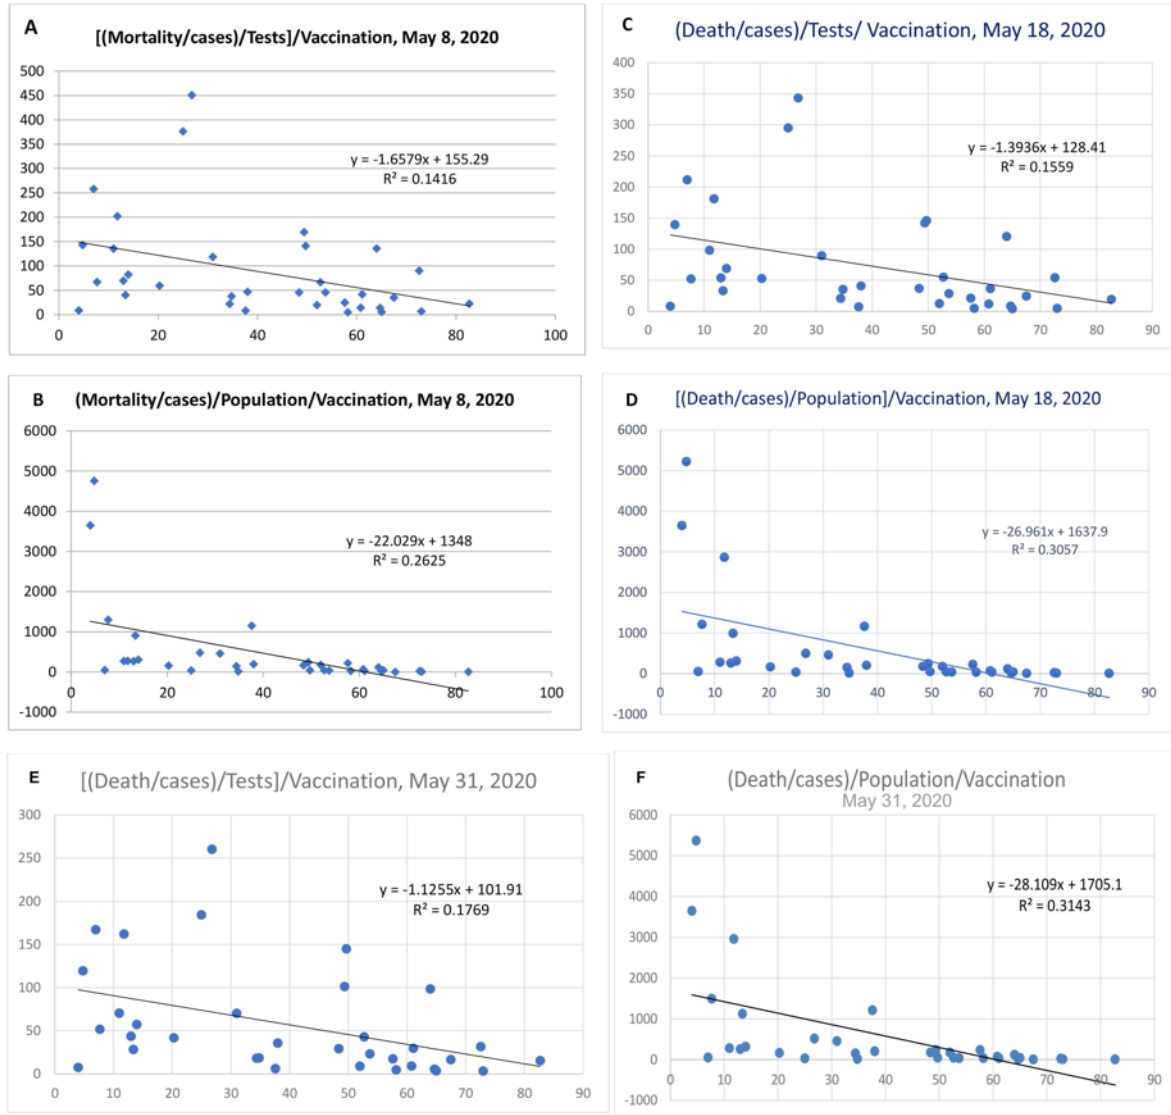 A
[(Mortality/cases)/Tests]/Vaccination, May 8, 2020
500
450
400
350
300
250
200
150
100
50
0
y = -1.6579x + 155.29
R² = 0.1416
0 20 40 60 80 100
C
(Death/cases)/Tests/ Vaccination, May 18, 2020
400
350
300
250
200
150
100
50
0
y = -1.3936x + 128.41
R² = 0.1559
0 10 20 30 40 50 60 70 80 90
B
(Mortality/cases)/Population/Vaccination, May 8, 2020
6000
5000
4000
3000
2000
1000
0
-1000
y = -22.029x + 1348
R² = 0.2625
0 20 40 60 80 100
D
[(Death/cases)/Population]/Vaccination, May 18, 2020
6000
5000
4000
3000
2000
1000
0
-1000
y = -26.961x + 1637.9
R² = 0.3057
0 10 20 30 40 50 60 70 80 90
E
[(Death/cases)/Tests]/Vaccination, May 31, 2020
300
250
200
150
100
50
0
y = -1.1255x + 101.91
R² = 0.1769
0 10 20 30 40 50 60 70 80 90
F
(Death/cases)/Population/Vaccination
May 31, 2020
6000
5000
4000
3000
2000
1000
0
-1000
y = -28.109x + 1705.1
R² = 0.3143
0 10 20 30 40 50 60 70 80 90